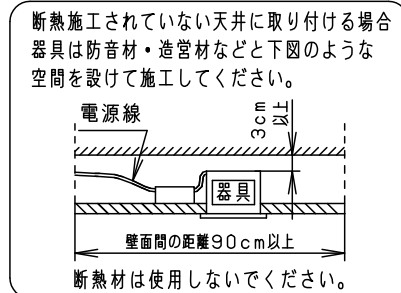 断熱施工されていない天井に取り付ける場合
器具は防音材・造営材などと下図のような
空間を設けて施工してください。
電源線
3cm
以上
器具
壁面間の距離90cm以上
断熱材は使用しないでください。